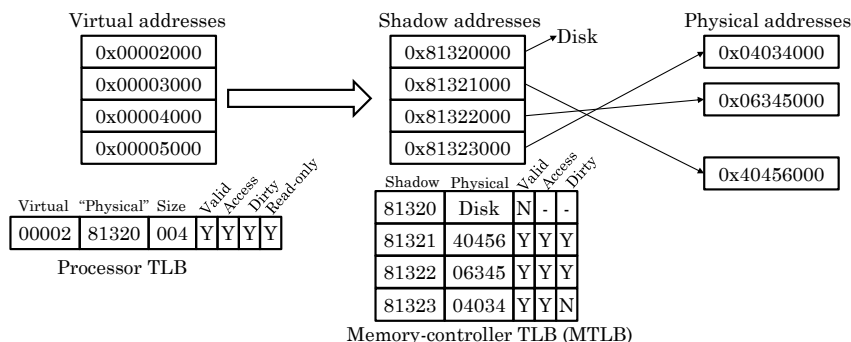 Virtual addresses
0x00002000
0x00003000
0x00004000
0x00005000
Shadow addresses
0x81320000
0x81321000
0x81322000
0x81323000
Disk
Physical addresses
0x04034000
0x06345000
0x40456000
Virtual "Physical" Size Valid Access Dirty Read-only
00002 81320 004 Y Y Y Y
Processor TLB
Shadow Physical Valid Access Dirty
81320 Disk N - -
81321 40456 Y Y Y
81322 06345 Y Y Y
81323 04034 Y Y N
Memory-controller TLB (MTLB)